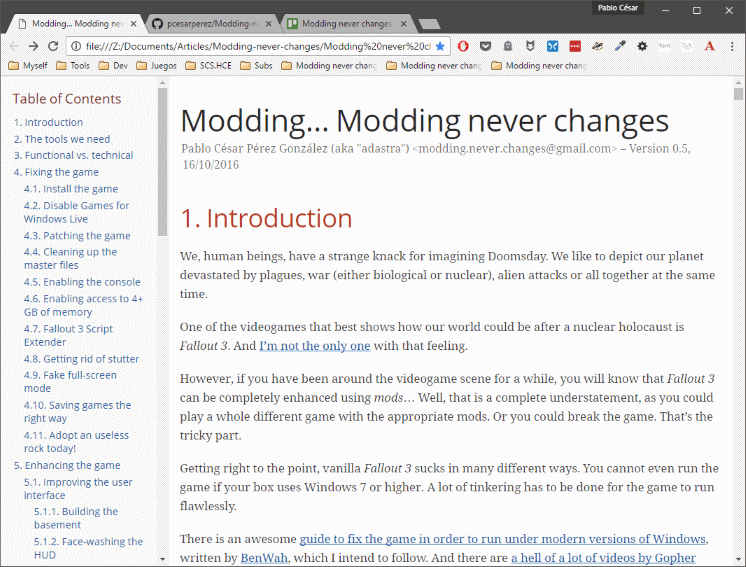 Pablo César
Modding... Modding nev
pcesarperez/Modding-ne
Modding never changes.
file:///Z:/Documents/Articles/Modding-never-changes/Modding%20never%20cl
Myself
Tools
Dev
Juegos
SCS.HCE
Subs
Modding never chang
Modding never chang
Modding never chang
Table of Contents
1. Introduction
2. The tools we need
3. Functional vs. technical
4. Fixing the game
4.1. Install the game
4.2. Disable Games for
Windows Live
4.3. Patching the game
4.4. Cleaning up the
master files
4.5. Enabling the console
4.6. Enabling access to 4+
GB of memory
4.7. Fallout 3 Script
Extender
4.8. Getting rid of stutter
4.9. Fake full-screen
mode
4.10. Saving games the
right way
4.11. Adopt an useless
rock today!
5. Enhancing the game
5.1. Improving the user
interface
5.1.1. Building the
basement
5.1.2. Face-washing the
HUD
Modding… Modding never changes
Pablo César Pérez González (aka "adastra") <modding.never.changes@gmail.com> – Version 0.5,
16/10/2016
1. Introduction
We, human beings, have a strange knack for imagining Doomsday. We like to depict our planet
devastated by plagues, war (either biological or nuclear), alien attacks or all together at the same
time.
One of the videogames that best shows how our world could be after a nuclear holocaust is
Fallout 3. And I’m not the only one with that feeling.
However, if you have been around the videogame scene for a while, you will know that Fallout 3
can be completely enhanced using mods… Well, that is a complete understatement, as you could
play a whole different game with the appropriate mods. Or you could break the game. That’s the
tricky part.
Getting right to the point, vanilla Fallout 3 sucks in many different ways. You cannot even run the
game if your box uses Windows 7 or higher. A lot of tinkering has to be done for the game to run
flawlessly.
There is an awesome guide to fix the game in order to run under modern versions of Windows,
written by BenWah, which I intend to follow. And there are a hell of a lot of videos by Gopher